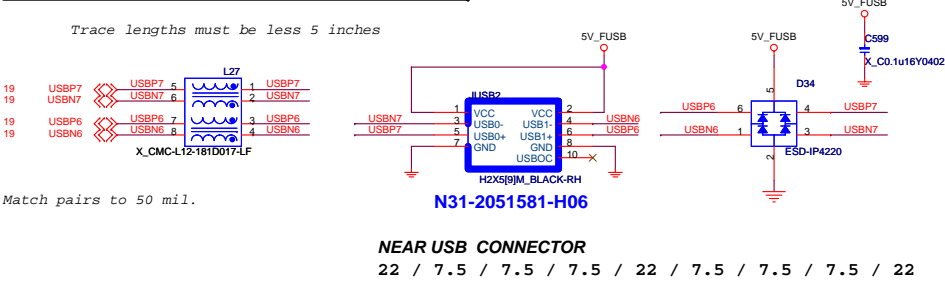 5V_FUSB
Trace lengths must be less 5 inches
5V_FUSB
5V_FUSB
C599
X_C0.1u16Y0402
L27
D34
JUSB2
19 USBP7 USBP7 5 1 USBP7
19 USBN7 USBN7 6 2 USBN7
19 USBP6 USBP6 7 3 USBP6
19 USBN6 USBN6 8 4 USBN6
X_CMC-L12-181D017-LF
1 VCC VCC 2
USBN7 3 USB0- USB1- 4 USBN6
USBP7 5 USB0+ USB1+ 6 USBP6
7 GND GND 8
USBOC 10
H2X5[9]M_BLACK-RH
N31-2051581-H06
5
USBP6 6 4 USBP7
USBN6 1 3 USBN7
2
ESD-IP4220
Match pairs to 50 mil.
NEAR USB CONNECTOR
22 / 7.5 / 7.5 / 7.5 / 22 / 7.5 / 7.5 / 7.5 / 22